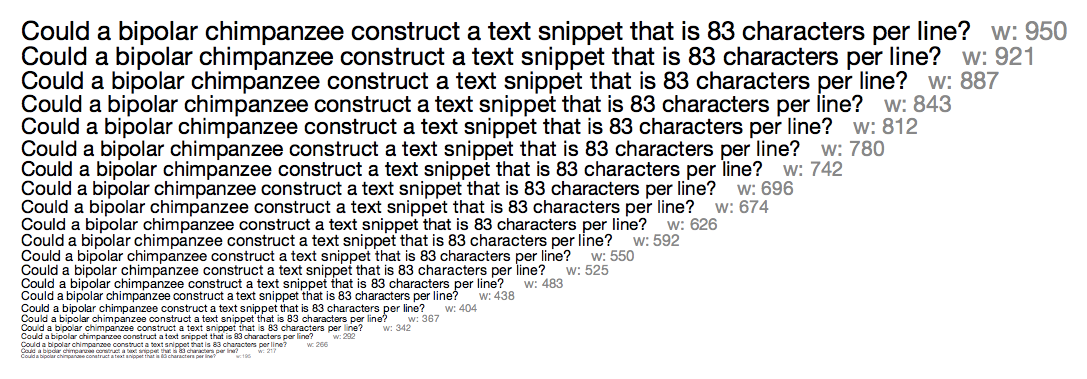 Could a bipolar chimpanzee construct a text snippet that is 83 characters per line? w: 950
Could a bipolar chimpanzee construct a text snippet that is 83 characters per line? w: 921
Could a bipolar chimpanzee construct a text snippet that is 83 characters per line? w: 887
Could a bipolar chimpanzee construct a text snippet that is 83 characters per line? w: 843
Could a bipolar chimpanzee construct a text snippet that is 83 characters per line? w: 812
Could a bipolar chimpanzee construct a text snippet that is 83 characters per line? w: 780
Could a bipolar chimpanzee construct a text snippet that is 83 characters per line? w: 742
Could a bipolar chimpanzee construct a text snippet that is 83 characters per line? w: 696
Could a bipolar chimpanzee construct a text snippet that is 83 characters per line? w: 674
Could a bipolar chimpanzee construct a text snippet that is 83 characters per line? w: 626
Could a bipolar chimpanzee construct a text snippet that is 83 characters per line? w: 592
Could a bipolar chimpanzee construct a text snippet that is 83 characters per line? w: 550
Could a bipolar chimpanzee construct a text snippet that is 83 characters per line? w: 525
Could a bipolar chimpanzee construct a text snippet that is 83 characters per line? w: 483
Could a bipolar chimpanzee construct a text snippet that is 83 characters per line? w: 438
Could a bipolar chimpanzee construct a text snippet that is 83 characters per line? w: 404
Could a bipolar chimpanzee construct a text snippet that is 83 characters per line? w: 367
Could a bipolar chimpanzee construct a text snippet that is 83 characters per line? w: 342
Could a bipolar chimpanzee construct a text snippet that is 83 characters per line? w: 292
Could a bipolar chimpanzee construct a text snippet that is 83 characters per line? w: 266
Could a bipolar chimpanzee construct a text snippet that is 83 characters per line? w: 217
Could a bipolar chimpanzee construct a text snippet that is 83 characters per line? w: 195